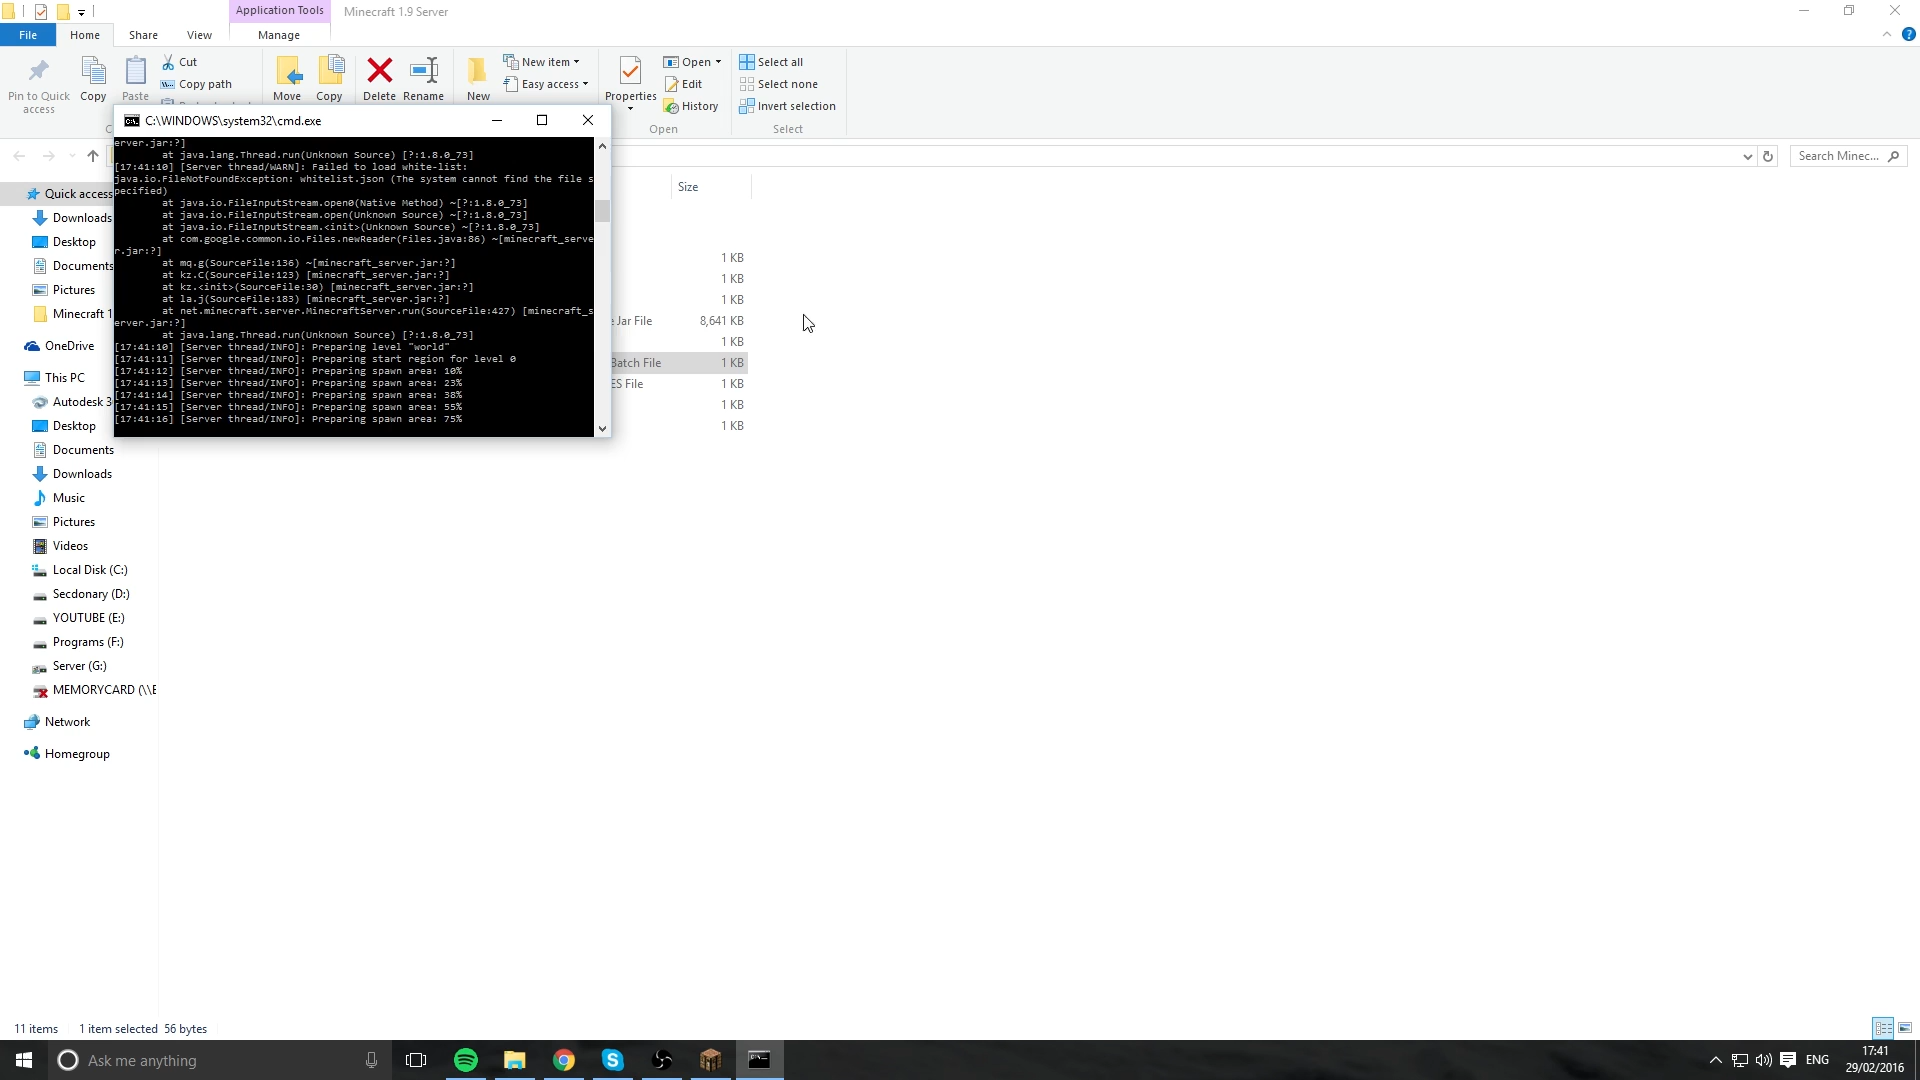 Application Tools
Minecraft 1.9 Server
File
Home
Share
View
Manage
Pin to Quick access
Copy
Paste
Cut
Copy path
Move
Copy
Delete
Rename
New
New item
Easy access
Properties
Open
Edit
History
Open
Select all
Select none
Invert selection
Select
C:\WINDOWS\system32\cmd.exe
erver.jar:?]
at java.lang.Thread.run(Unknown Source) [?:1.8.0_73]
[17:41:10] [Server thread/WARN]: Failed to load white-list:
java.io.FileNotFoundException: whitelist.json (The system cannot find the file s
pecified)
at java.io.FileInputStream.open0(Native Method) ~[?:1.8.0_73]
at java.io.FileInputStream.open(Unknown Source) ~[?:1.8.0_73]
at java.io.FileInputStream.<init>(Unknown Source) ~[?:1.8.0_73]
at com.google.common.io.Files.newReader(Files.java:86) ~[minecraft_serve
r.jar:?]
at mq.g(SourceFile:136) ~[minecraft_server.jar:?]
at kz.C(SourceFile:123) [minecraft_server.jar:?]
at kz.<init>(SourceFile:30) [minecraft_server.jar:?]
at la.j(SourceFile:183) [minecraft_server.jar:?]
at net.minecraft.server.MinecraftServer.run(SourceFile:427) [minecraft_s
erver.jar:?]
at java.lang.Thread.run(Unknown Source) [?:1.8.0_73]
[17:41:10] [Server thread/INFO]: Preparing level "world"
[17:41:11] [Server thread/INFO]: Preparing start region for level 0
[17:41:12] [Server thread/INFO]: Preparing spawn area: 10%
[17:41:13] [Server thread/INFO]: Preparing spawn area: 23%
[17:41:14] [Server thread/INFO]: Preparing spawn area: 38%
[17:41:15] [Server thread/INFO]: Preparing spawn area: 55%
[17:41:16] [Server thread/INFO]: Preparing spawn area: 75%
Search Minec...
Size
1 KB
1 KB
1 KB
Jar File 8,641 KB
1 KB
Batch File 1 KB
ES File 1 KB
1 KB
1 KB
Quick access
Downloads
Desktop
Documents
Pictures
Minecraft 1
OneDrive
This PC
Autodesk 3
Desktop
Documents
Downloads
Music
Pictures
Videos
Local Disk (C:)
Secdonary (D:)
YOUTUBE (E:)
Programs (F:)
Server (G:)
MEMORYCARD (\\E
Network
Homegroup
11 items 1 item selected 56 bytes
Ask me anything
ENG
17:41
29/02/2016